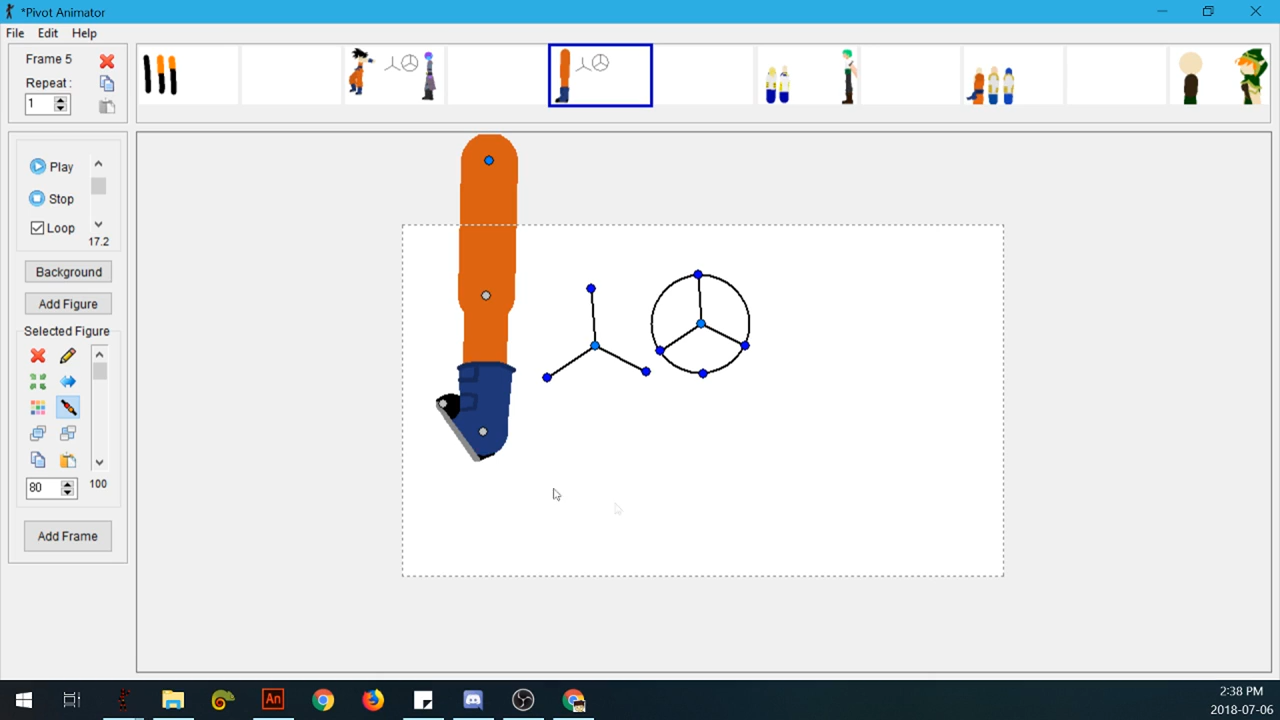 *Pivot Animator
File Edit Help
Frame 5
Repeat :
1
Play
Stop
Loop
17.2
Background
Add Figure
Selected Figure
80
100
Add Frame
An
2:38 PM
2018-07-06